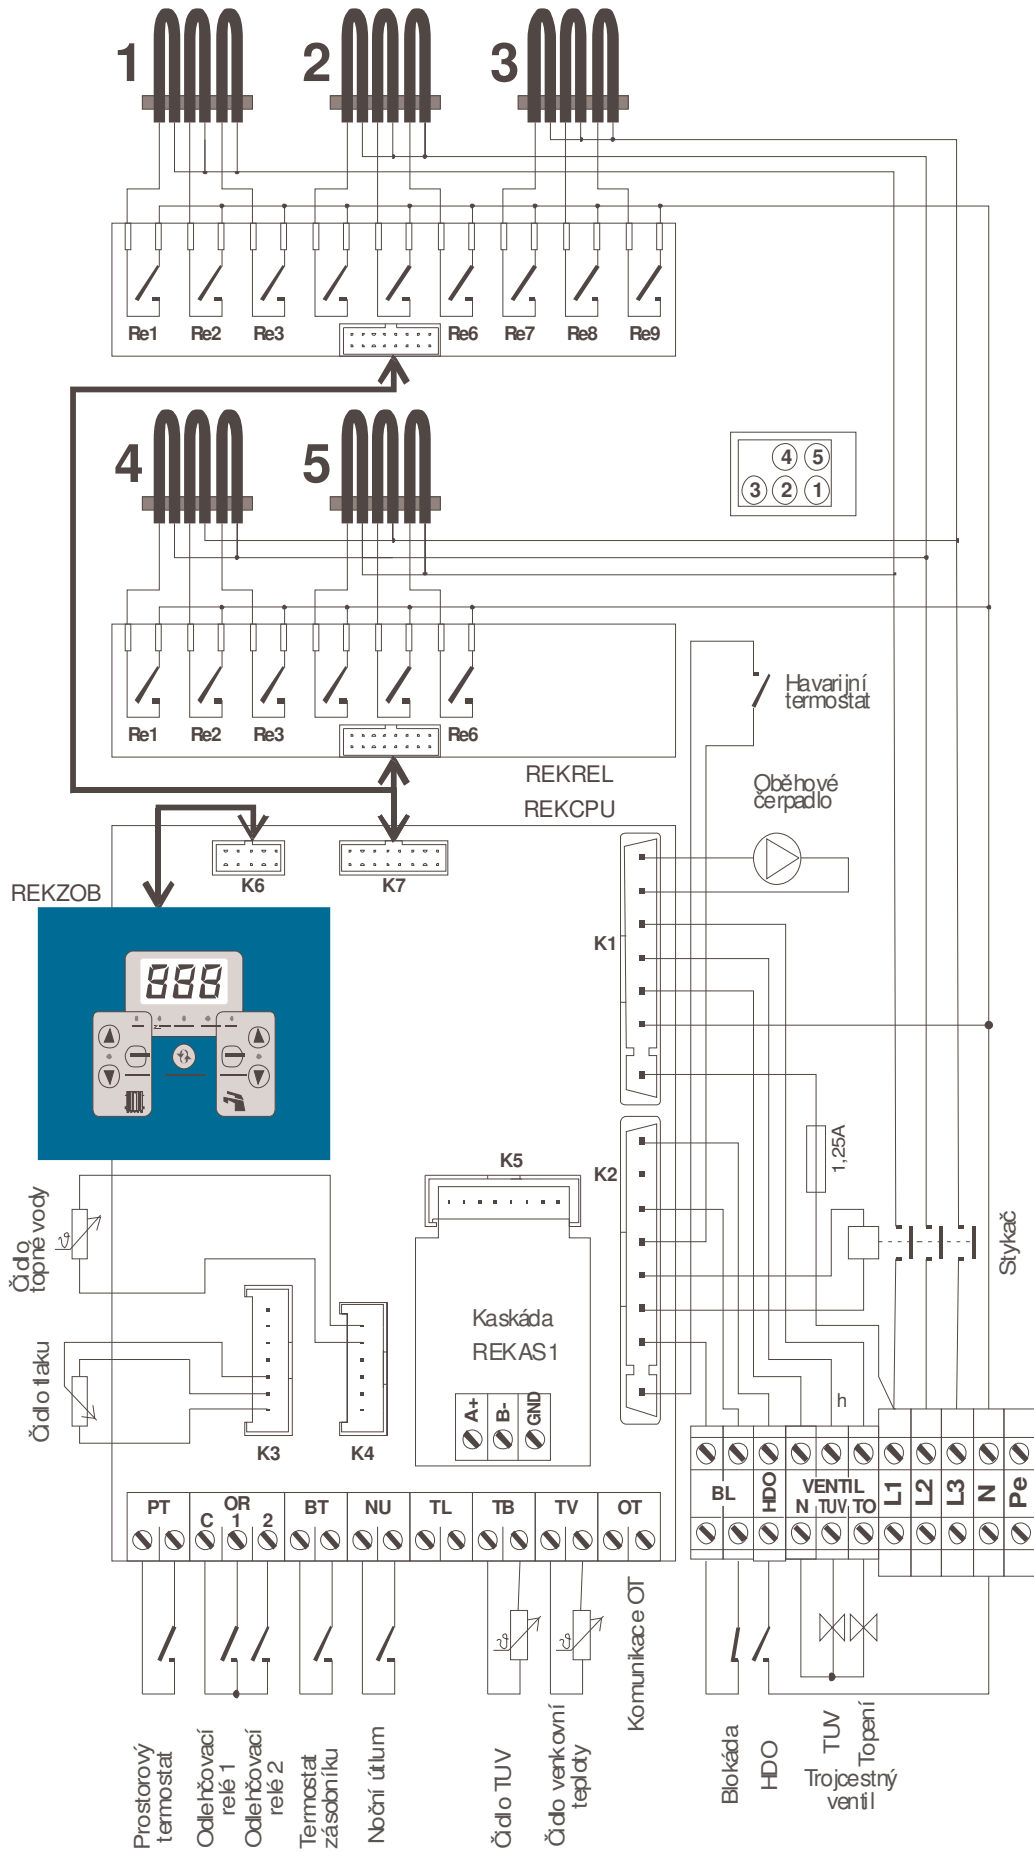 1 2 3
Re1 Re2 Re3 Re6 Re7 Re8 Re9
4 5
4 5
3 2 1
Re1 Re2 Re3 Re6
Havarijní
termostat
REKREL
REKCPU
Oběhové
čerpadlo
K6 K7
REKZOB
K1
888
1,25A
K5
K2
Čidlo
topné vody
Stykač
Kaskáda
REKAS1
Čidlo tlaku
A+ B- GND
K3 K4
h
PT OR BT NU TL TB TV OT
C 1 2
BL HDO VENTIL L1 L2 L3 N Pe
N TUV TO
Prostorový
termostat
Odlehčovací
relé 1
Odlehčovací
relé 2
Termostat
zásobníku
Noční útlum
Čidlo TUV
Čidlo venkovní
teploty
Komunikace OT
Blokáda
HDO
TUV
Topení
Trojcestný
ventil